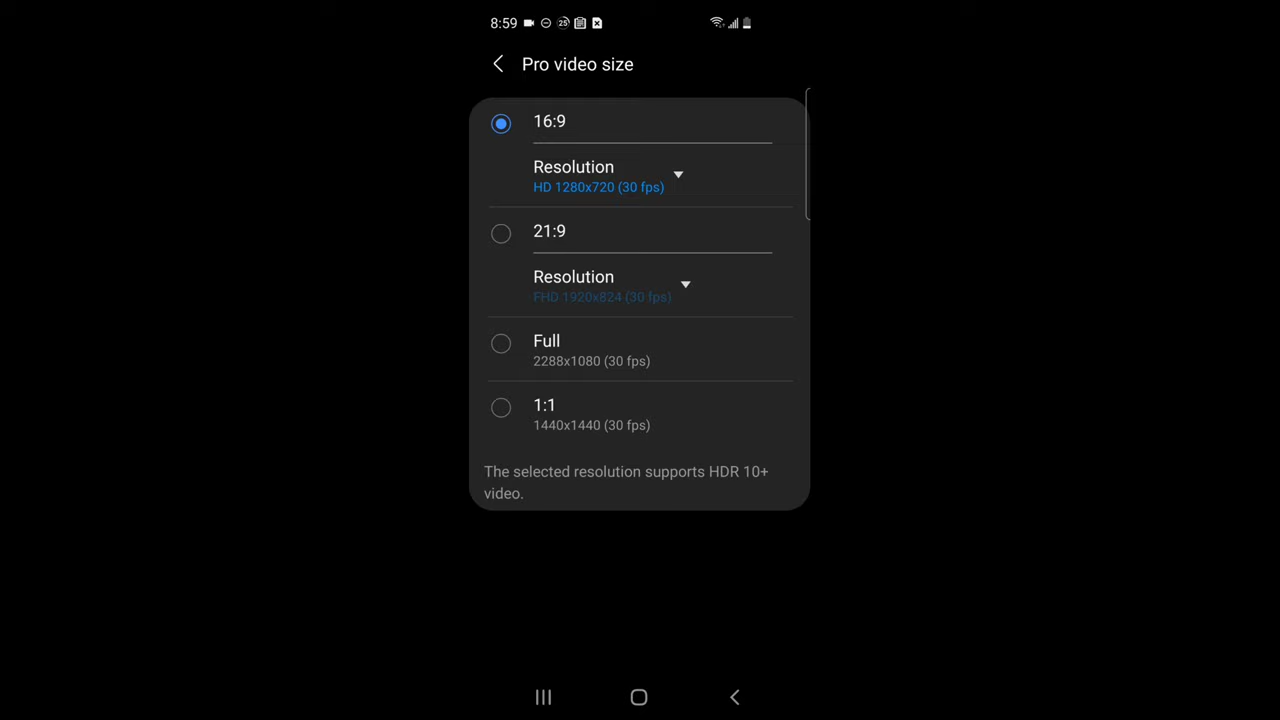 8:59
25
Pro video size
16:9
Resolution
HD 1280x720 (30 fps)
21:9
Resolution
FHD 1920x824 (30 fps)
Full
2288x1080 (30 fps)
1:1
1440x1440 (30 fps)
The selected resolution supports HDR 10+
video.